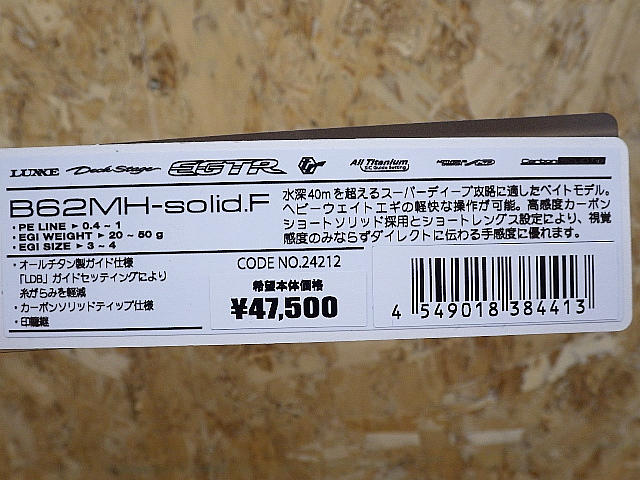 LUXXE Deck Stage EGTR All Titanium
SiC Guide Setting
B62MH-solid.F
・PE LINE ▶ 0.4 ~ 1
・EGI WEIGHT ▶ 20 ~ 50 g
・EGI SIZE ▶ 3 ~ 4
水深40mを超えるスーパーディープ攻略に適したベイトモデル。
ヘビーウェイトエギの軽快な操作が可能。高感度カーボン
ショートソリッド採用とショートレングス設定により、視覚
感度のみならずダイレクトに伝わる手感度に優れます。
・オールチタン製ガイド仕様
「LDB」ガイドセッティングにより
糸がらみを軽減
・カーボンソリッドティップ仕様
・印籠継
CODE NO.24212
希望本体価格
¥47,500
4 549018 384413